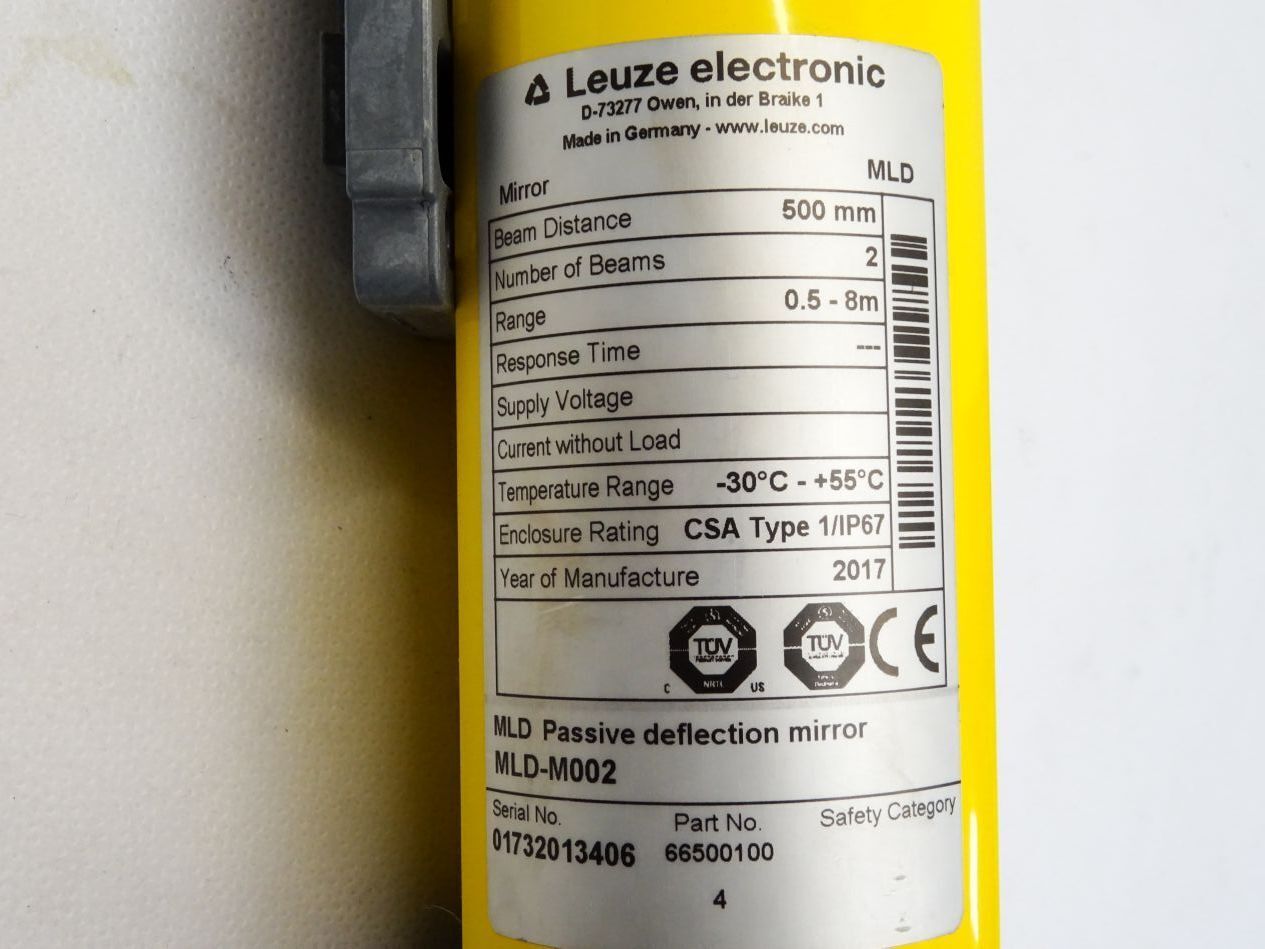 Leuze electronic
D-73277 Owen, in der Braike 1
Made in Germany - www.leuze.com
Mirror MLD
Beam Distance 500 mm
Number of Beams 2
Range 0.5 - 8m
Response Time ---
Supply Voltage
Current without Load
Temperature Range -30°C - +55°C
Enclosure Rating CSA Type 1/IP67
Year of Manufacture 2017
TÜV TÜV CE
C NRTL US
MLD Passive deflection mirror
MLD-M002
Serial No. Part No. Safety Category
01732013406 66500100
4